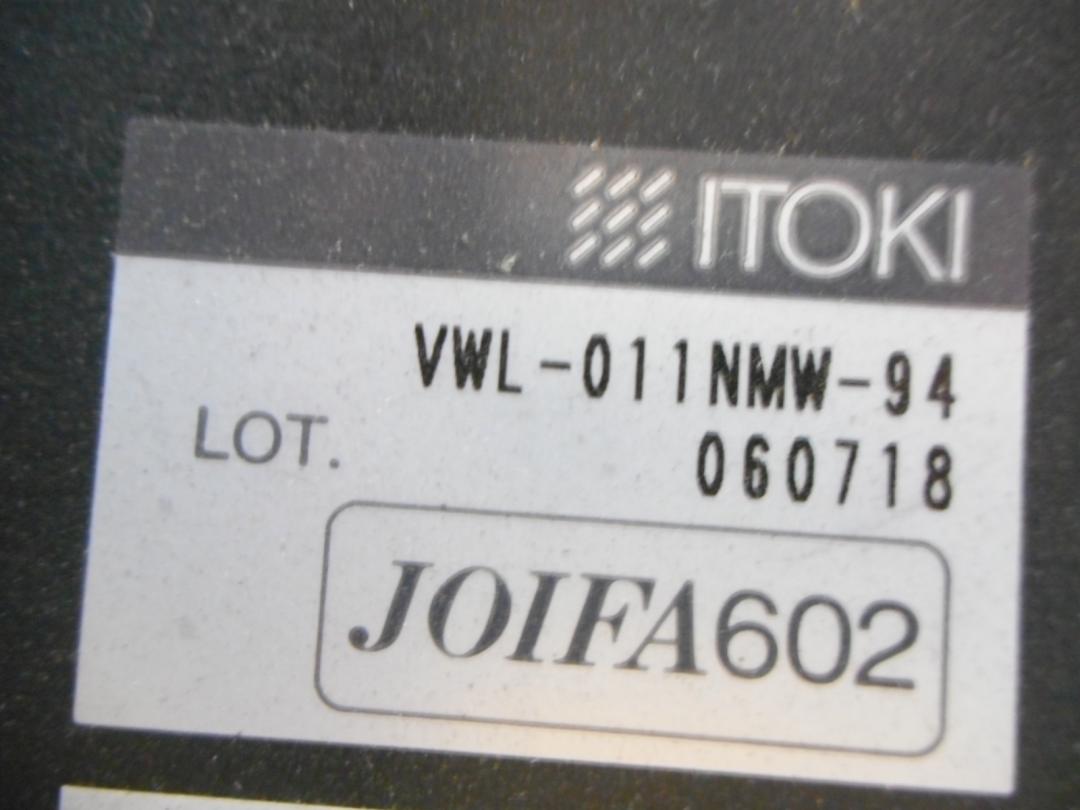 ITOKI
VWL-011NMW-94
LOT. 060718
JOIFA602